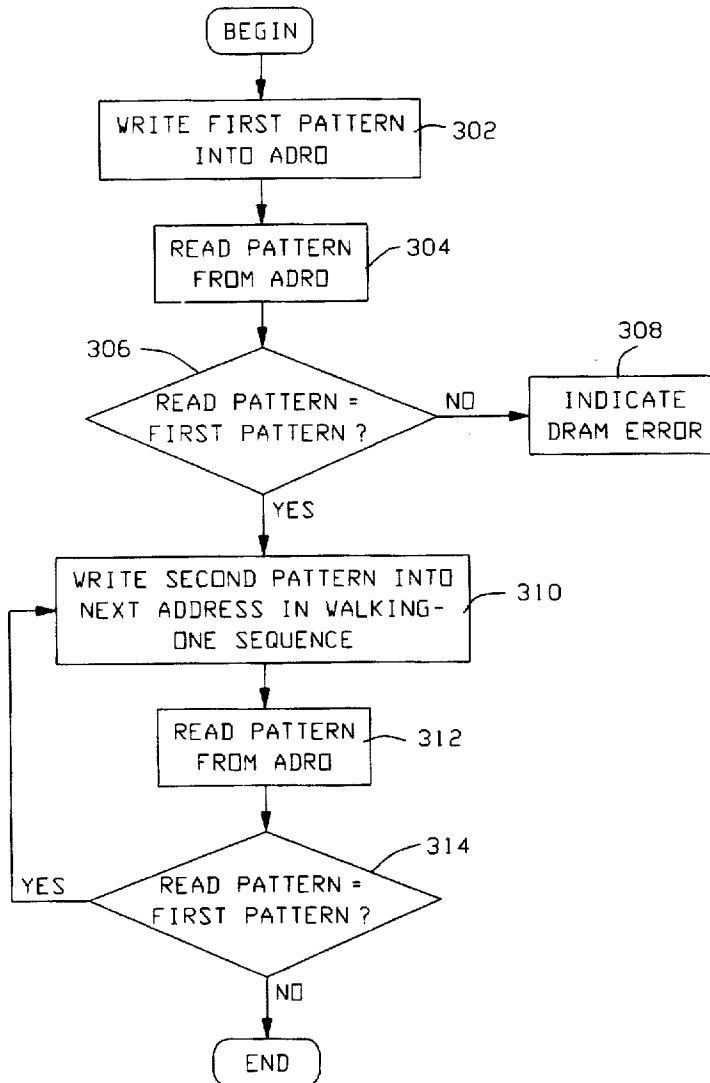 BEGIN
WRITE FIRST PATTERN
INTO ADR0
302
READ PATTERN
FROM ADR0
304
306
READ PATTERN =
FIRST PATTERN ?
NO
308
INDICATE
DRAM ERROR
YES
WRITE SECOND PATTERN INTO
NEXT ADDRESS IN WALKING-
ONE SEQUENCE
310
READ PATTERN
FROM ADR0
312
314
READ PATTERN =
FIRST PATTERN ?
YES
NO
END